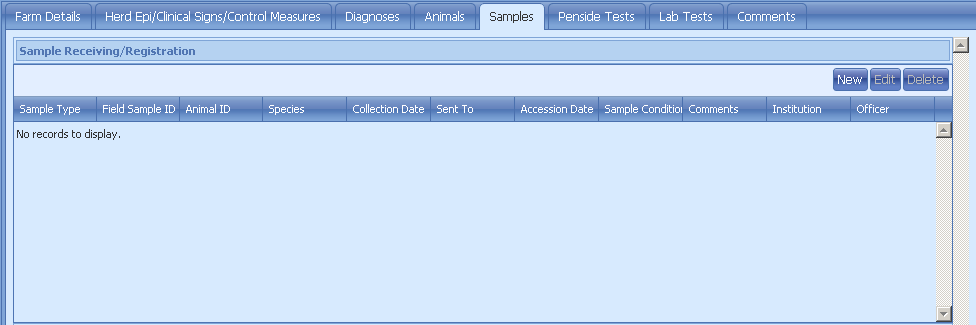 Farm Details Herd Epi/Clinical Signs/Control Measures Diagnoses Animals Samples Penside Tests Lab Tests Comments
Sample Receiving/Registration
New Edit Delete
Sample Type Field Sample ID Animal ID Species Collection Date Sent To Accession Date Sample Condition Comments Institution Officer
No records to display.